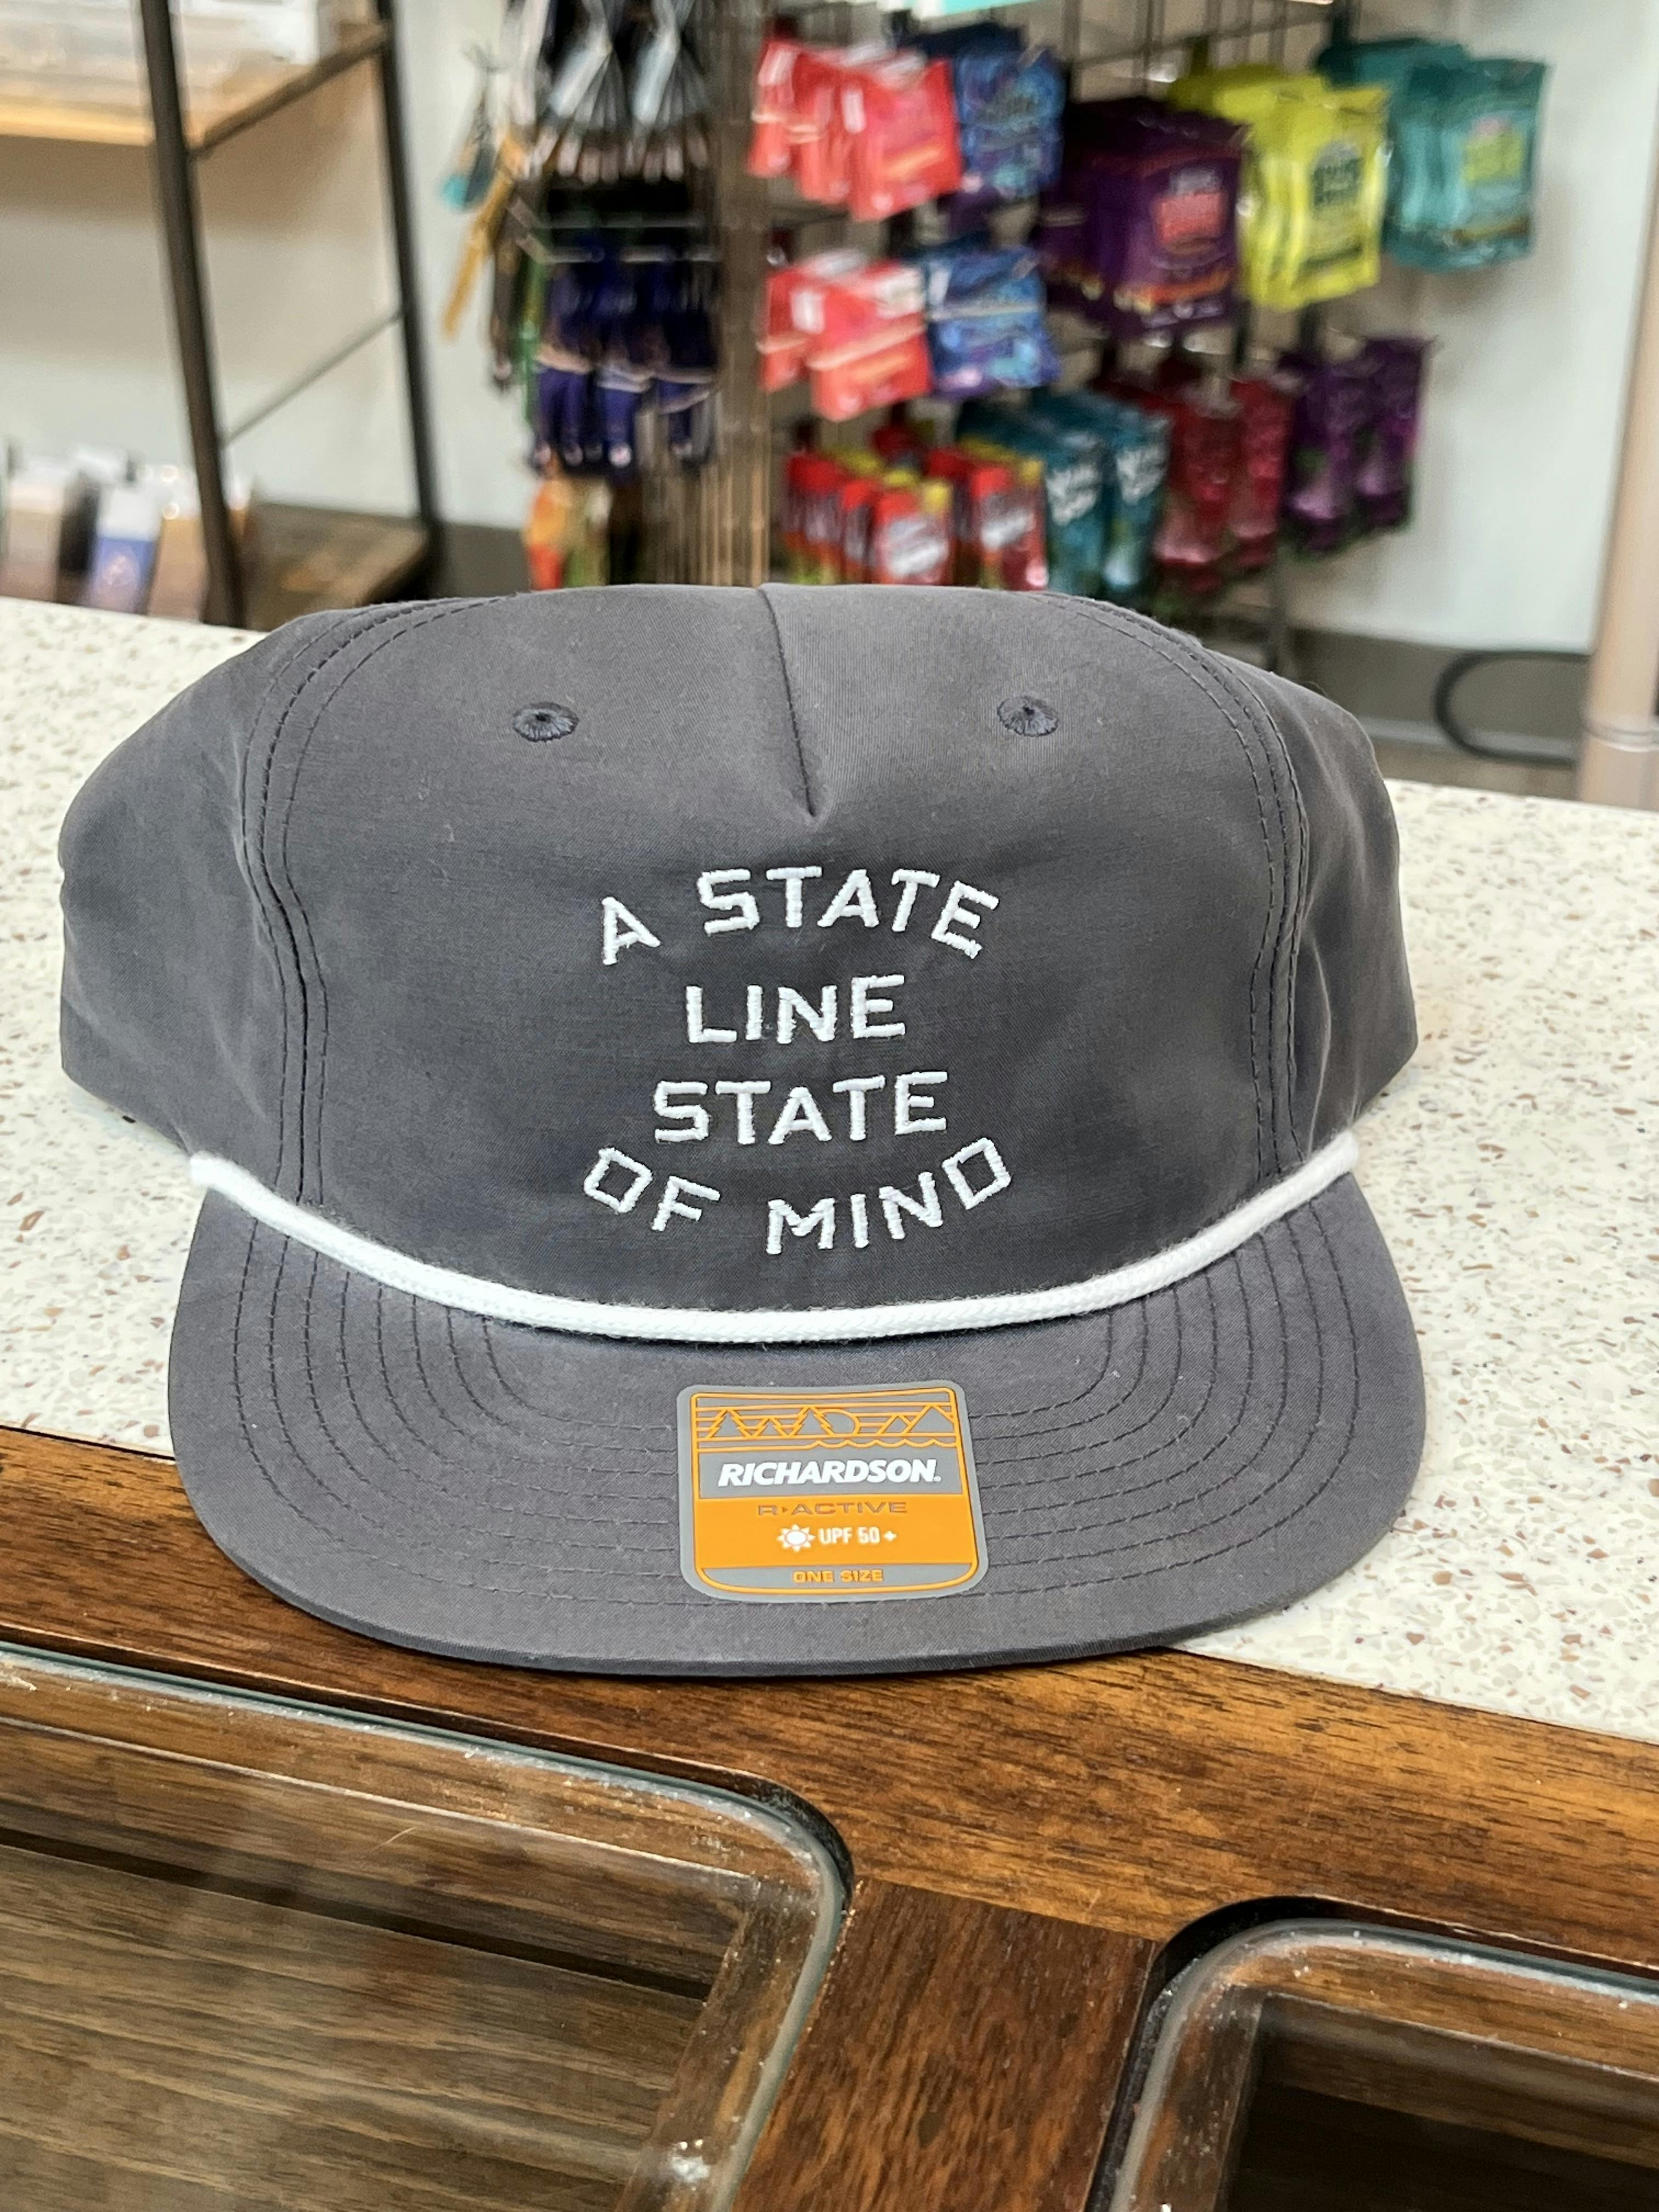 A STATE
LINE
STATE
OF MIND
RICHARDSON.
R·ACTIVE
UPF 50+
ONE SIZE